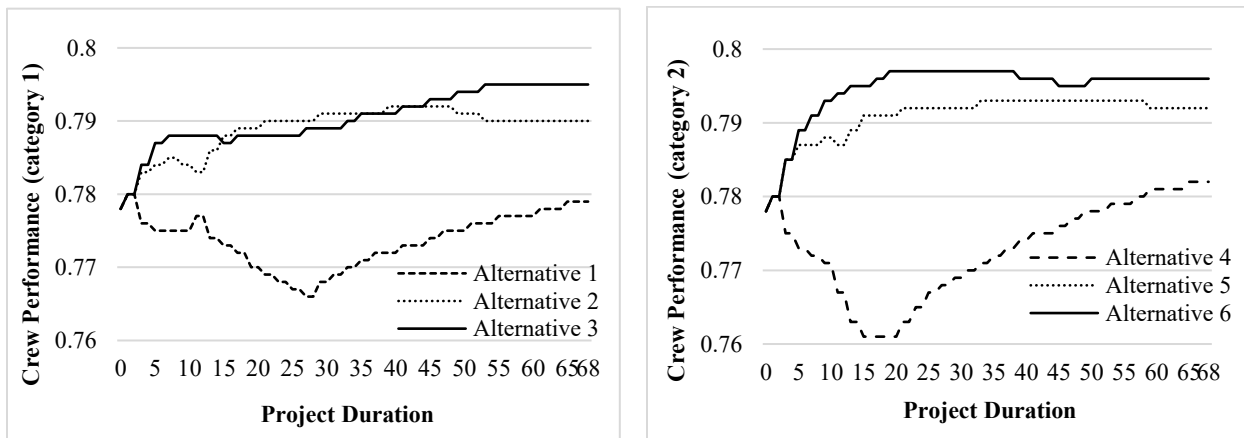 Crew Performance (category 1)
0.8
0.79
0.78
0.77
0.76
Alternative 1
Alternative 2
Alternative 3
0 5 10 15 20 25 30 35 40 45 50 55 60 6568
Project Duration
Crew Performance (category 2)
0.8
0.79
0.78
0.77
0.76
Alternative 4
Alternative 5
Alternative 6
0 5 10 15 20 25 30 35 40 45 50 55 60 6568
Project Duration